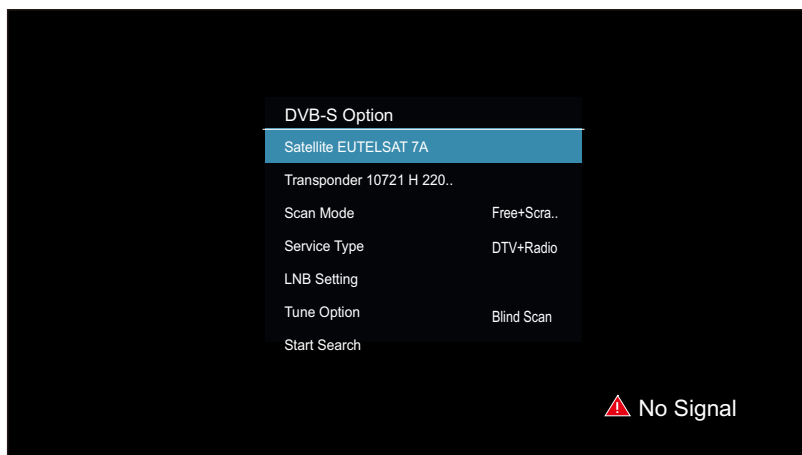 DVB-S Option
Satellite EUTELSAT 7A
Transponder 10721 H 220..
Scan Mode Free+Scra..
Service Type DTV+Radio
LNB Setting
Tune Option Blind Scan
Start Search
No Signal